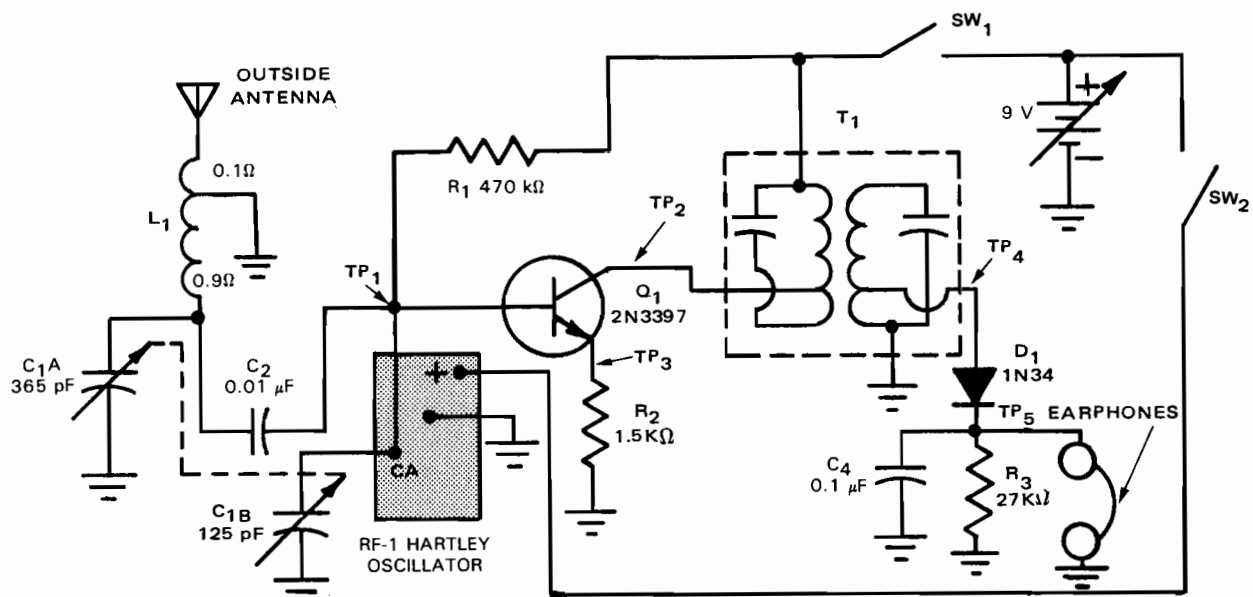 SW1
OUTSIDE
ANTENNA
T1
+
9 V
−
0.1Ω
R1 470 kΩ
L1
SW2
TP2
TP4
0.9Ω
TP1
Q1
2N3397
C1A
365 pF
C2
0.01 µF
TP3
D1
1N34
+
R2
1.5KΩ
TP5
EARPHONES
CA
C4
0.1 µF
R3
27KΩ
C1B
125 pF
RF-1 HARTLEY
OSCILLATOR